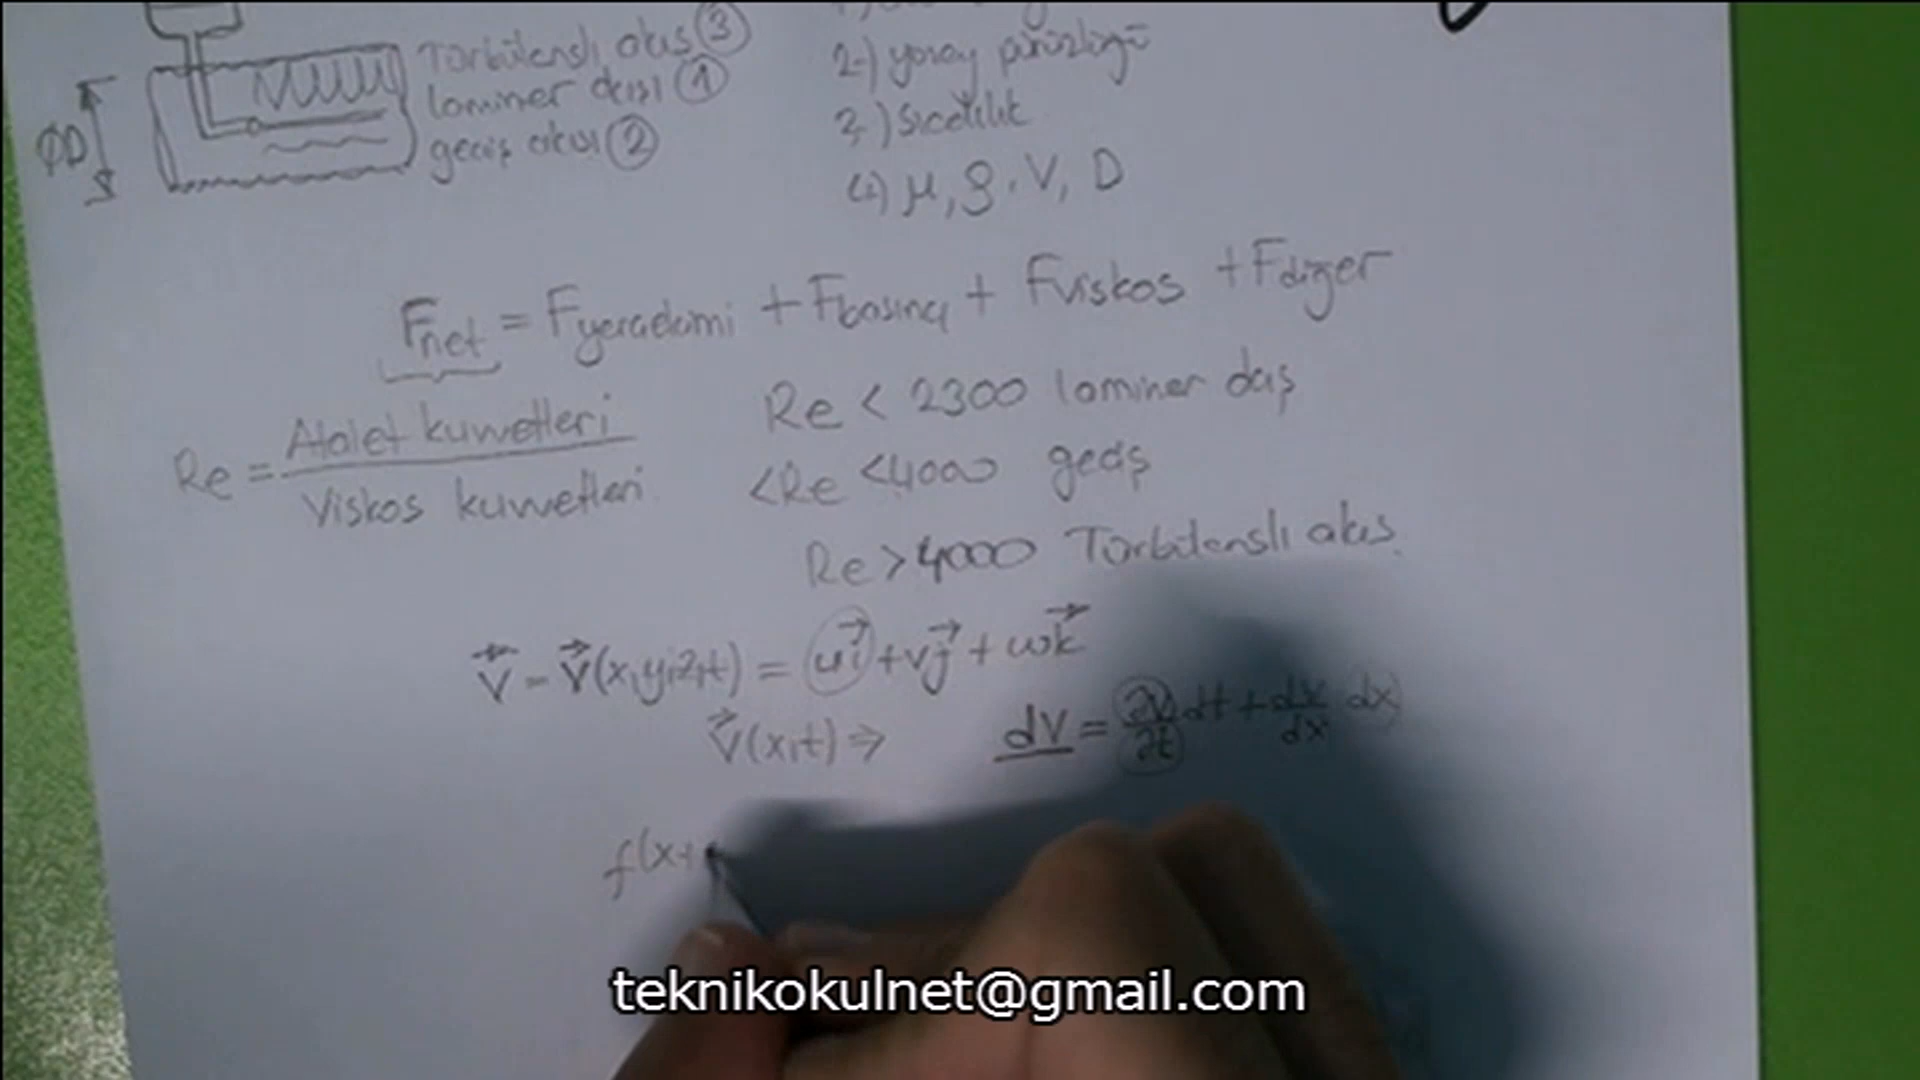 Türbülanslı akış ③
laminer akışı ①
geçiş akışı ②
ØD
2-) yüzey pürüzlüğü
3-) Sıcaklık
4) μ, ρ, V, D
Fnet = Fyerçekimi + Fbasınç + Fviskos + Fdiğer
Re = Atalet kuvvetleri / Viskos kuvvetleri
Re < 2300 laminer akış
<Re <4000 geçiş
Re > 4000 Türbülanslı akış.
V⃗ = V⃗(x,y,z,t) = ui⃗ + vj⃗ + wk⃗
V⃗(x,t) ⇒
dV = ∂V/∂t dt + dV/dx dx
f(x+
teknikokulnet@gmail.com